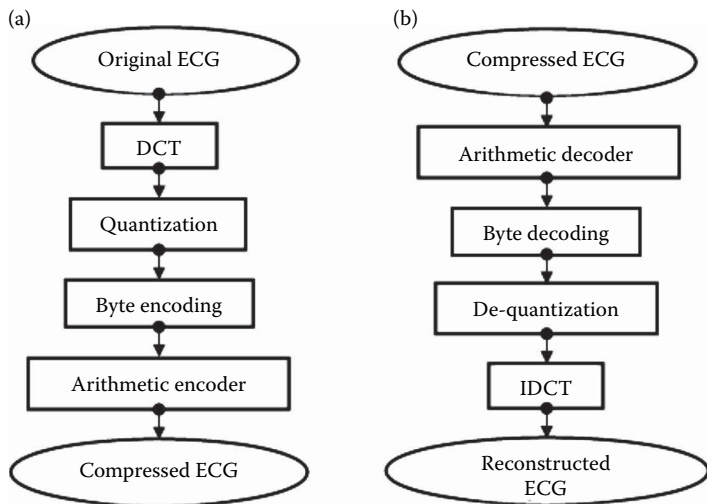 (a)
Original ECG
DCT
Quantization
Byte encoding
Arithmetic encoder
Compressed ECG
(b)
Compressed ECG
Arithmetic decoder
Byte decoding
De-quantization
IDCT
Reconstructed
ECG